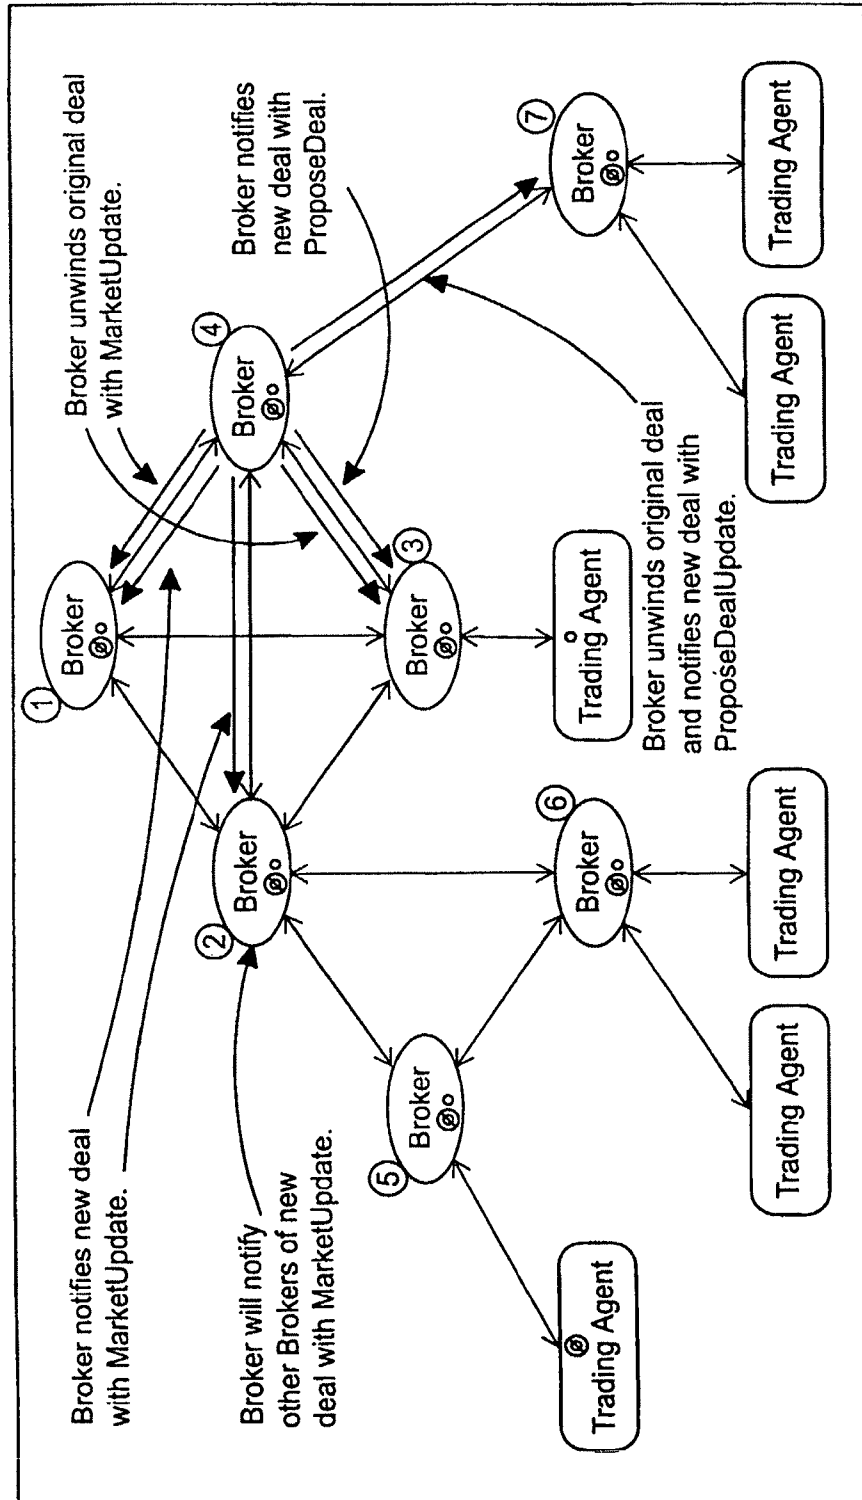 Broker notifies new deal
with MarketUpdate.
Broker will notify
other Brokers of new
deal with MarketUpdate.
Broker unwinds original deal
with MarketUpdate.
Broker notifies
new deal with
ProposeDeal.
Broker unwinds original deal
and notifies new deal with
ProposeDealUpdate.
1
Broker
2
Broker
3
Broker
4
Broker
5
Broker
6
Broker
7
Broker
Trading Agent
Trading Agent
Trading Agent
Trading Agent
Trading Agent
Trading Agent